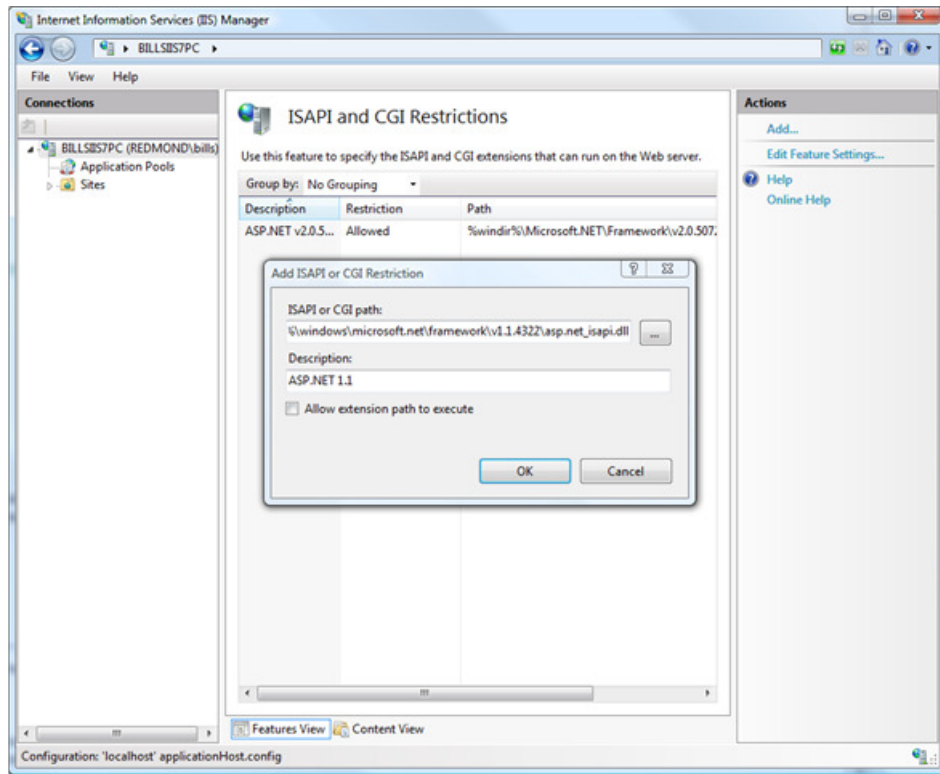 Internet Information Services (IIS) Manager
BILLSIIS7PC
File View Help
Connections
BILLSIIS7PC (REDMOND\bills)
Application Pools
Sites
ISAPI and CGI Restrictions
Use this feature to specify the ISAPI and CGI extensions that can run on the Web server.
Group by: No Grouping
Description Restriction Path
ASP.NET v2.0.5... Allowed %windir%\Microsoft.NET\Framework\v2.0.5072
Add ISAPI or CGI Restriction
ISAPI or CGI path:
\windows\microsoft.net\framework\v1.1.4322\asp.net_isapi.dll
...
Description:
ASP.NET 1.1
Allow extension path to execute
OK Cancel
Actions
Add...
Edit Feature Settings...
Help
Online Help
Features View Content View
Configuration: 'localhost' applicationHost.config